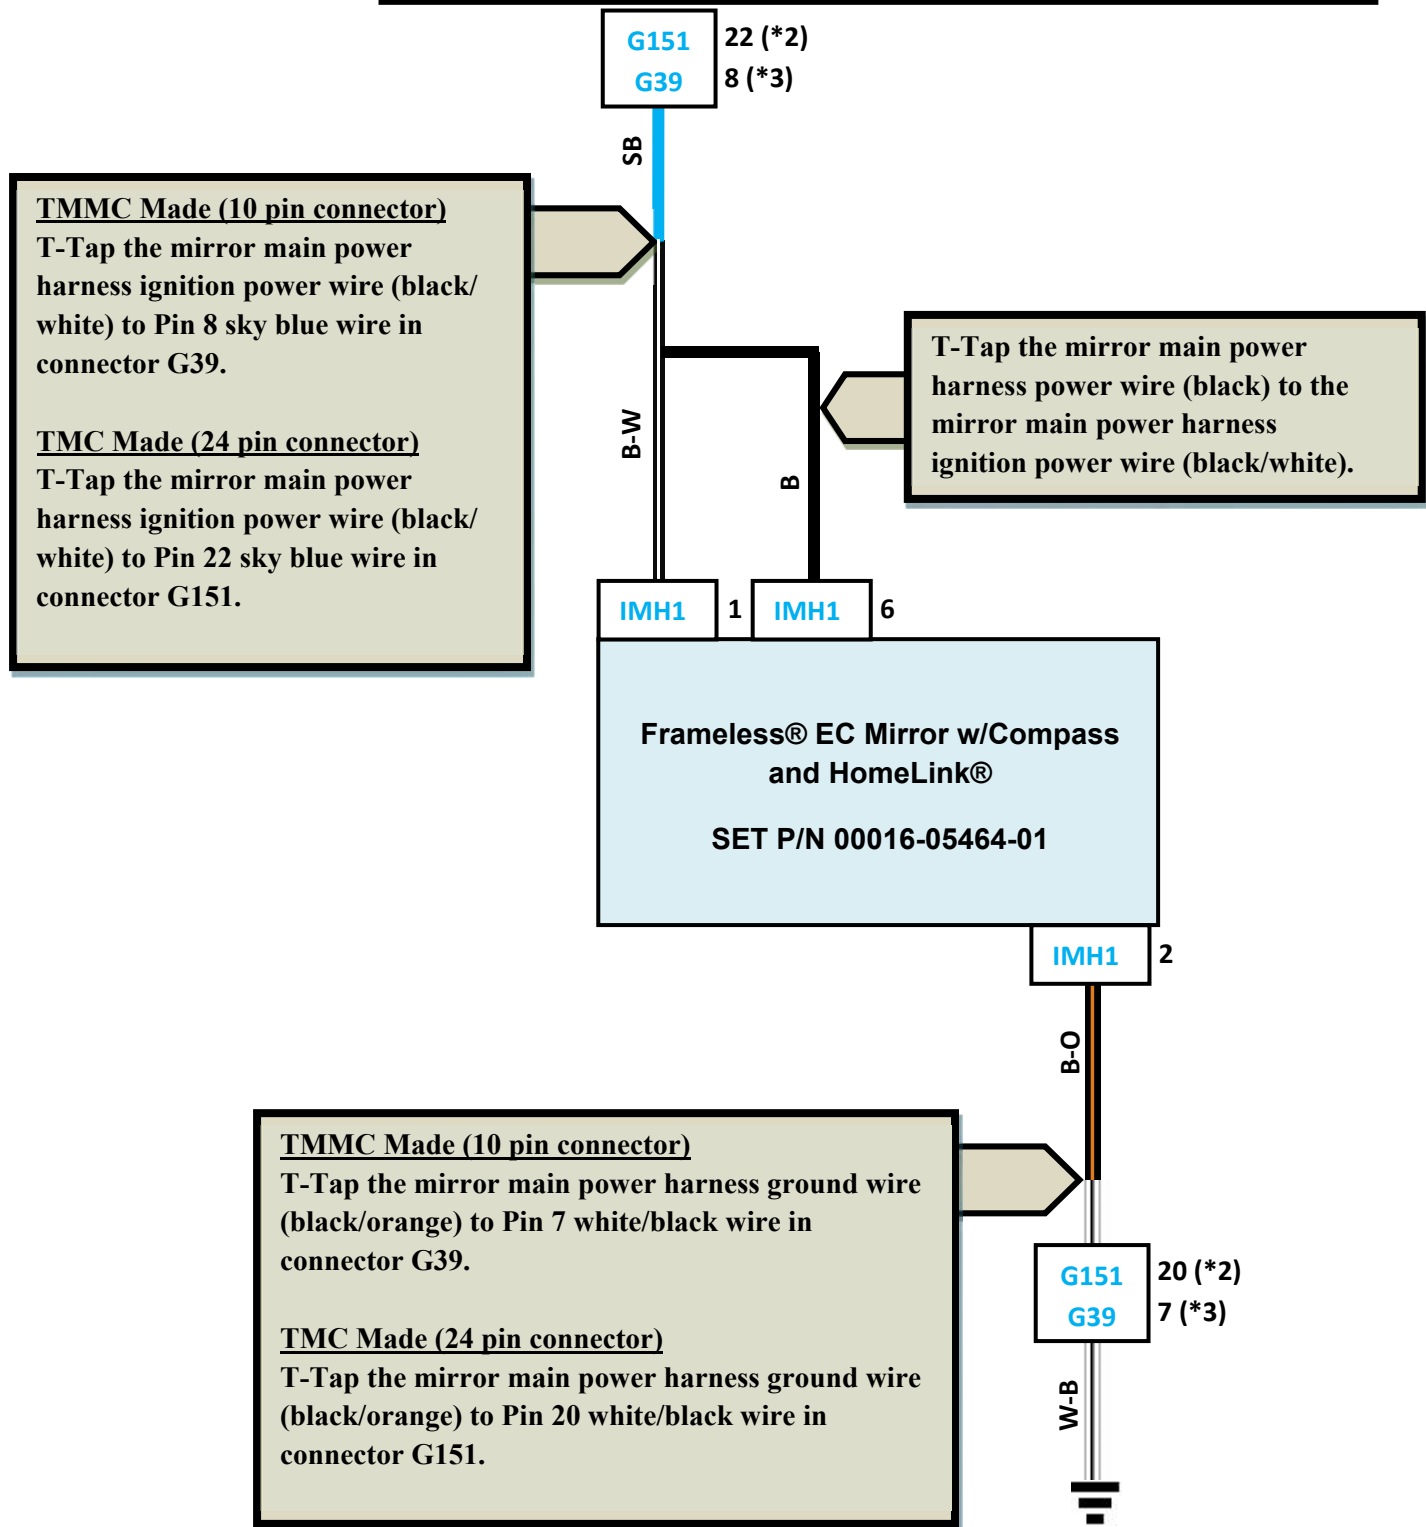 G151 22 (*2)
G39 8 (*3)
SB
TMMC Made (10 pin connector)
T-Tap the mirror main power
harness ignition power wire (black/
white) to Pin 8 sky blue wire in
connector G39.
TMC Made (24 pin connector)
T-Tap the mirror main power
harness ignition power wire (black/
white) to Pin 22 sky blue wire in
connector G151.
T-Tap the mirror main power
harness power wire (black) to the
mirror main power harness
ignition power wire (black/white).
B-W
B
IMH1 1 IMH1 6
Frameless® EC Mirror w/Compass
and HomeLink®
SET P/N 00016-05464-01
IMH1 2
B-O
TMMC Made (10 pin connector)
T-Tap the mirror main power harness ground wire
(black/orange) to Pin 7 white/black wire in
connector G39.
TMC Made (24 pin connector)
T-Tap the mirror main power harness ground wire
(black/orange) to Pin 20 white/black wire in
connector G151.
G151 20 (*2)
G39 7 (*3)
W-B